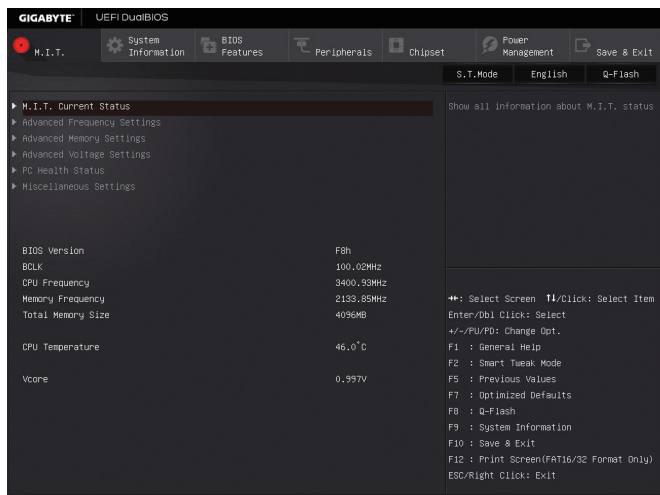 GIGABYTE™ UEFI DualBIOS
M.I.T.
System Information
BIOS Features
Peripherals
Chipset
Power Management
Save & Exit
S.T.Mode English Q-Flash
M.I.T. Current Status
Advanced Frequency Settings
Advanced Memory Settings
Advanced Voltage Settings
PC Health Status
Miscellaneous Settings
BIOS Version F8h
BCLK 100.02MHz
CPU Frequency 3400.93MHz
Memory Frequency 2133.85MHz
Total Memory Size 4096MB
CPU Temperature 46.0°C
Vcore 0.997V
Show all information about M.I.T. status
→←: Select Screen ↑↓/Click: Select Item
Enter/Dbl Click: Select
+/-/PU/PD: Change Opt.
F1 : General Help
F2 : Smart Tweak Mode
F5 : Previous Values
F7 : Optimized Defaults
F8 : Q-Flash
F9 : System Information
F10 : Save & Exit
F12 : Print Screen(FAT16/32 Format Only)
ESC/Right Click: Exit